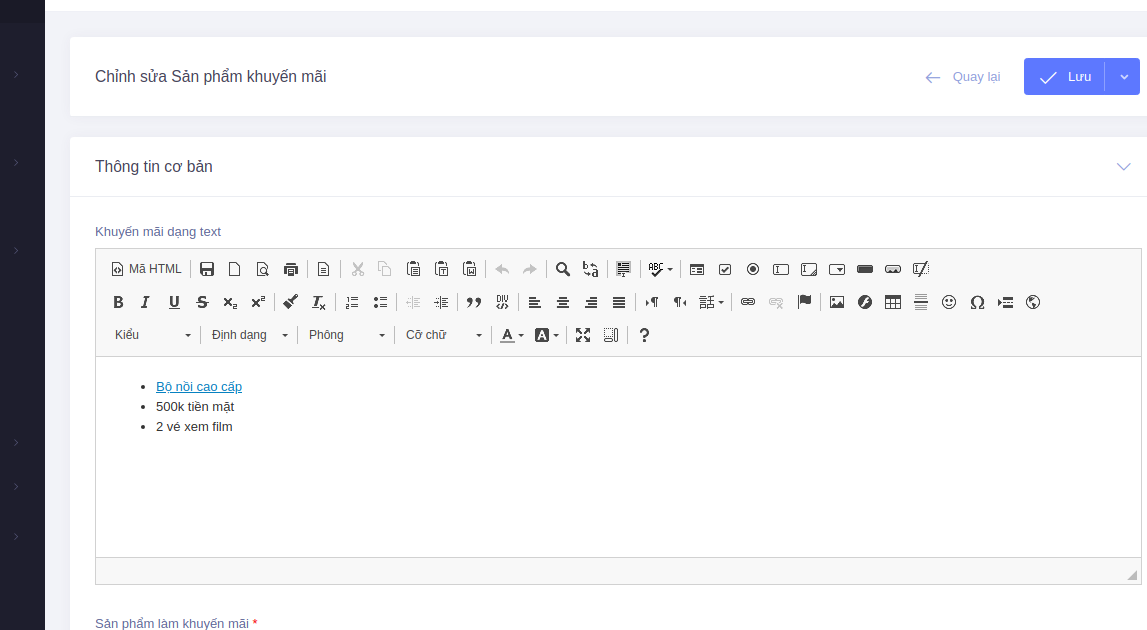 Chỉnh sửa Sản phẩm khuyến mãi
Quay lại
Lưu
Thông tin cơ bản
Khuyến mãi dạng text
Mã HTML
Kiểu
Định dạng
Phông
Cỡ chữ
Bộ nồi cao cấp
500k tiền mặt
2 vé xem film
Sản phẩm làm khuyến mãi *